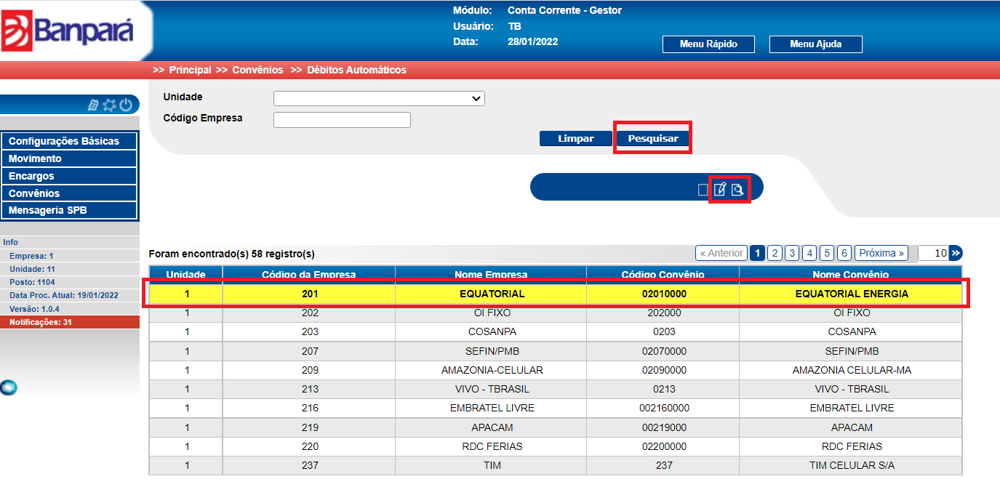 Banpará
Módulo: Conta Corrente - Gestor
Usuário: TB
Data: 28/01/2022
Menu Rápido Menu Ajuda
>> Principal >> Convênios >> Débitos Automáticos
Unidade
Código Empresa
Limpar Pesquisar
Configurações Básicas
Movimento
Encargos
Convênios
Mensageria SPB
Info
Empresa: 1
Unidade: 11
Posto: 1104
Data Proc. Atual: 19/01/2022
Versão: 1.0.4
Notificações: 31
Foram encontrado(s) 58 registro(s)
« Anterior 1 2 3 4 5 6 Próxima » 10 »
Unidade Código da Empresa Nome Empresa Código Convênio Nome Convênio
1 201 EQUATORIAL 02010000 EQUATORIAL ENERGIA
1 202 OI FIXO 202000 OI FIXO
1 203 COSANPA 0203 COSANPA
1 207 SEFIN/PMB 02070000 SEFIN/PMB
1 209 AMAZONIA-CELULAR 02090000 AMAZONIA CELULAR-MA
1 213 VIVO - TBRASIL 0213 VIVO - TBRASIL
1 216 EMBRATEL LIVRE 002160000 EMBRATEL LIVRE
1 219 APACAM 00219000 APACAM
1 220 RDC FERIAS 02200000 RDC FERIAS
1 237 TIM 237 TIM CELULAR S/A